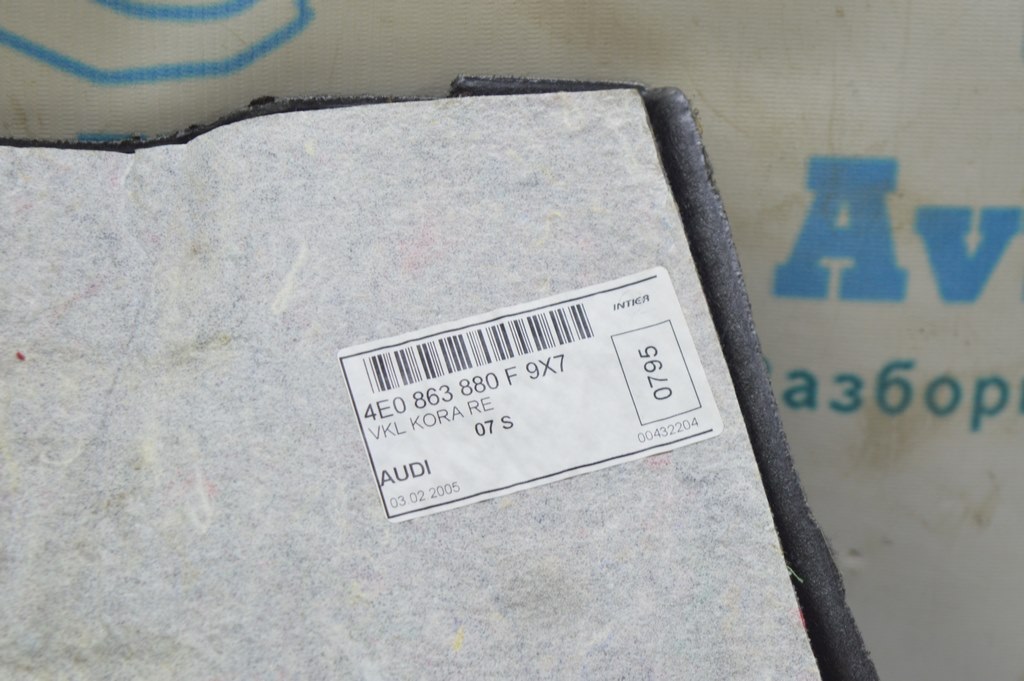 INTIER
4E0 863 880 F 9X7
VKL KORA RE
07 S
0795
AUDI
00432204
03.02 2005
Av
Разбор